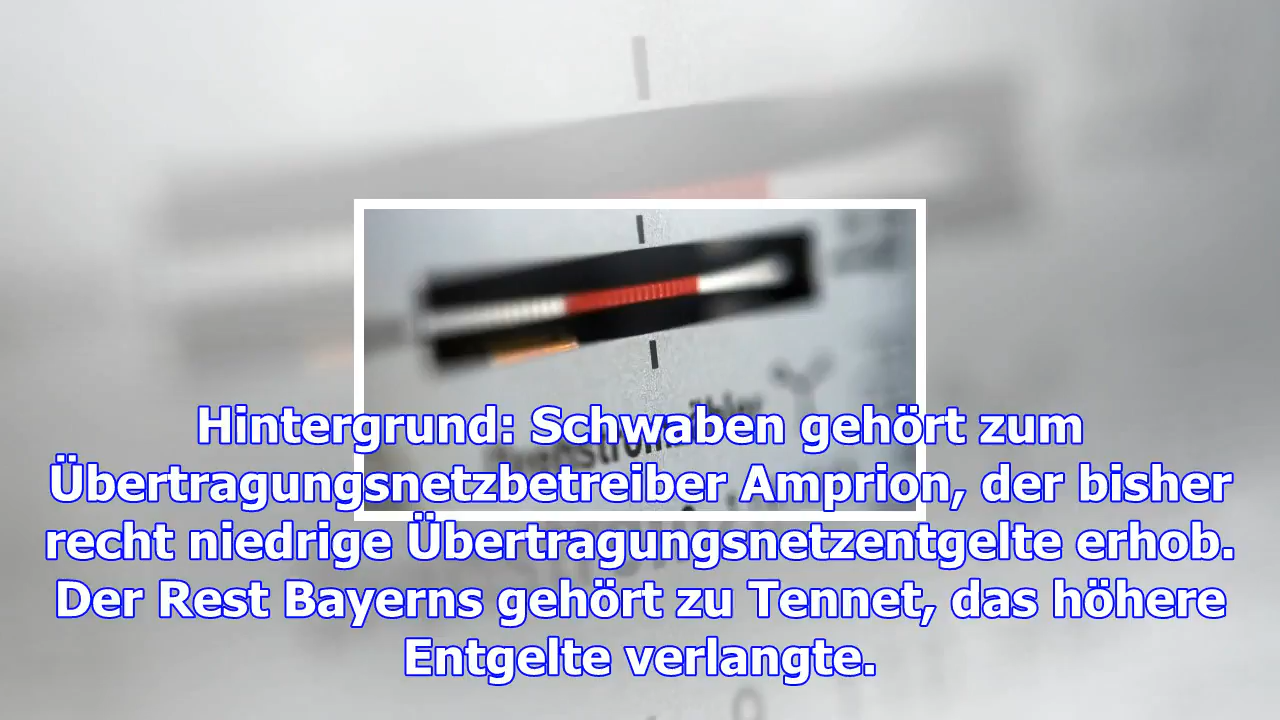 Hintergrund: Schwaben gehört zum
Übertragungsnetzbetreiber Amprion, der bisher
recht niedrige Übertragungsnetzentgelte erhob.
Der Rest Bayerns gehört zu Tennet, das höhere
Entgelte verlangte.